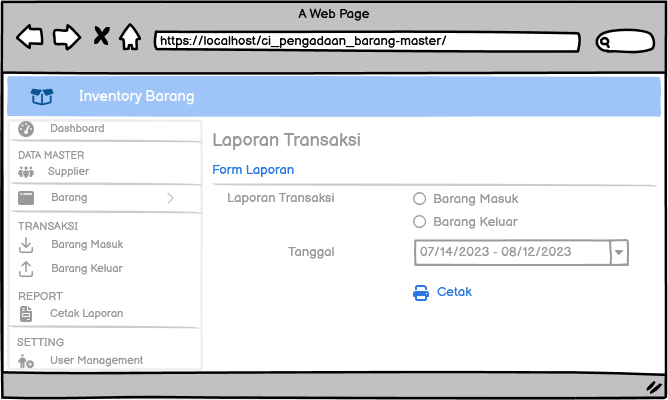 A Web Page
https://localhost/ci_pengadaan_barang-master/
Inventory Barang
Dashboard
DATA MASTER
Supplier
Barang
TRANSAKSI
Barang Masuk
Barang Keluar
REPORT
Cetak Laporan
SETTING
User Management
Laporan Transaksi
Form Laporan
Laporan Transaksi
Barang Masuk
Barang Keluar
Tanggal
07/14/2023 - 08/12/2023
Cetak